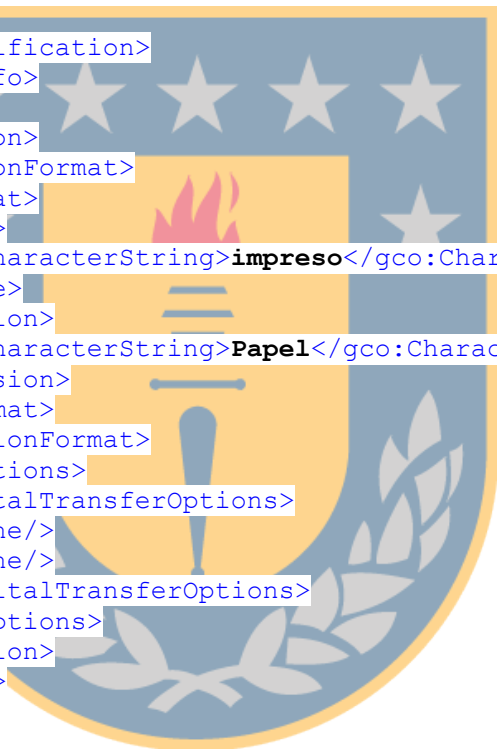 ification>
fo>
on>
onFormat>
at>
>
haracterString>impreso</gco:Char
e>
ion>
haracterString>Papel</gco:Charac
sion>
mat>
ionFormat>
tions>
talTransferOptions>
ne/>
ne/>
italTransferOptions>
ptions>
ion>
>